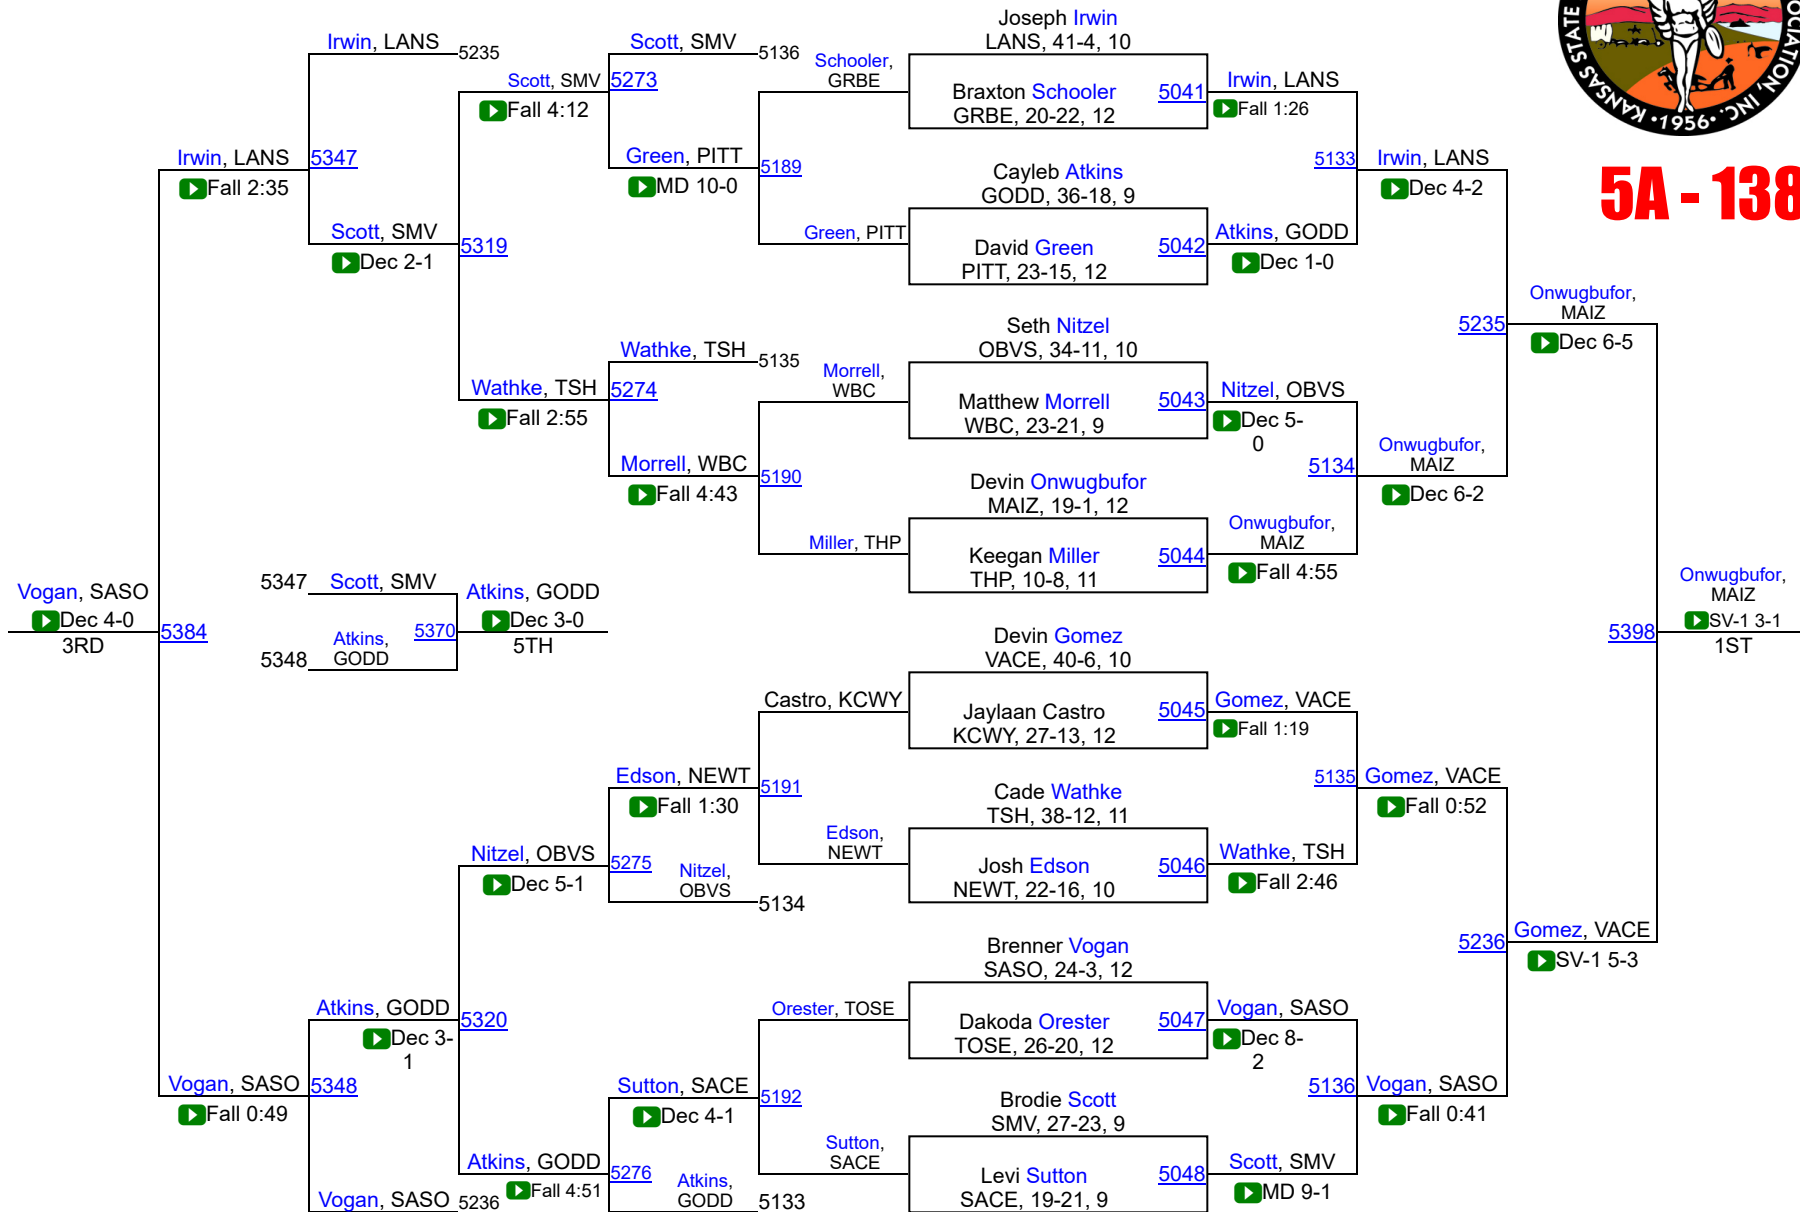 KANSAS STATE
OCIATION, INC.
•1956•
5A - 138
Irwin, LANS
5235
Scott, SMV
5273
Fall 4:12
Scott, SMV
5136
Green, PITT
MD 10-0
Irwin, LANS
5347
Fall 2:35
Scott, SMV
5319
Dec 2-1
Wathke, TSH
5274
Fall 2:55
Wathke, TSH
5135
Morrell, WBC
Fall 4:43
Schooler,
GRBE
5189
Green, PITT
Morrell,
WBC
5190
Miller, THP
Joseph Irwin
LANS, 41-4, 10
Braxton Schooler
GRBE, 20-22, 12
5041
Irwin, LANS
Fall 1:26
Cayleb Atkins
GODD, 36-18, 9
David Green
PITT, 23-15, 12
5042
Atkins, GODD
Dec 1-0
5133
Irwin, LANS
Dec 4-2
Seth Nitzel
OBVS, 34-11, 10
Matthew Morrell
WBC, 23-21, 9
5043
Nitzel, OBVS
Dec 5-
0
Devin Onwugbufor
MAIZ, 19-1, 12
Keegan Miller
THP, 10-8, 11
5044
Onwugbufor,
MAIZ
Fall 4:55
5134
Onwugbufor,
MAIZ
Dec 6-2
5235
Onwugbufor,
MAIZ
Dec 6-5
Vogan, SASO
Dec 4-0
3RD
5384
5347
Scott, SMV
5348
Atkins,
GODD
5370
Atkins, GODD
Dec 3-0
5TH
5398
Onwugbufor,
MAIZ
SV-1 3-1
1ST
Devin Gomez
VACE, 40-6, 10
Jaylaan Castro
KCWY, 27-13, 12
5045
Gomez, VACE
Fall 1:19
Cade Wathke
TSH, 38-12, 11
Josh Edson
NEWT, 22-16, 10
5046
Wathke, TSH
Fall 2:46
5135
Gomez, VACE
Fall 0:52
Castro, KCWY
5191
Edson,
NEWT
Edson, NEWT
Fall 1:30
5275
Nitzel,
OBVS
5134
Nitzel, OBVS
Dec 5-1
Brenner Vogan
SASO, 24-3, 12
Dakoda Orester
TOSE, 26-20, 12
5047
Vogan, SASO
Dec 8-
2
Brodie Scott
SMV, 27-23, 9
Levi Sutton
SACE, 19-21, 9
5048
Scott, SMV
MD 9-1
5136
Vogan, SASO
Fall 0:41
5236
Gomez, VACE
SV-1 5-3
Orester, TOSE
5192
Sutton,
SACE
Sutton, SACE
Dec 4-1
5276
Atkins,
GODD
5133
Atkins, GODD
Fall 4:51
Atkins, GODD
5320
Dec 3-
1
Vogan, SASO
5348
Fall 0:49
Vogan, SASO
5236